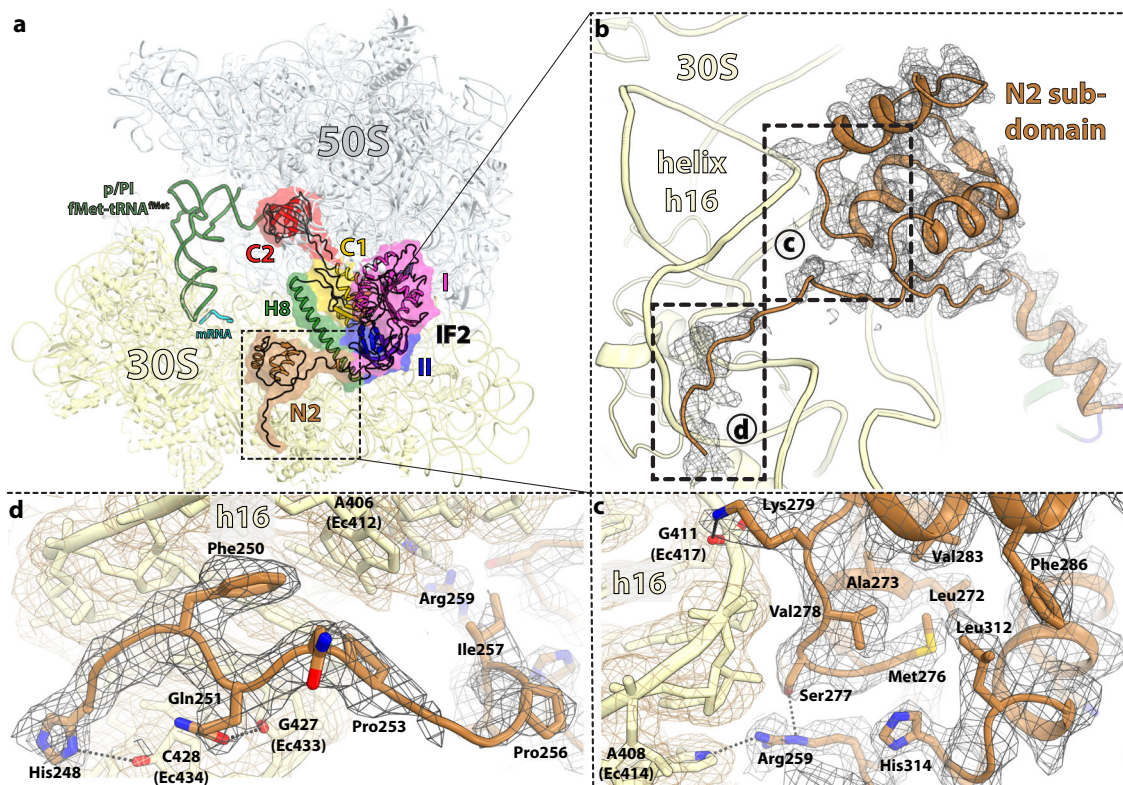 a
50S
p/PI
fMet-tRNAfMet
C2
C1
I
H8
mRNA
IF2
30S
II
N2
b
30S
N2 sub-
domain
helix
h16
c
d
d
h16
A406
(Ec412)
Phe250
Arg259
Ile257
Gln251
G427
(Ec433)
Pro253
C428
(Ec434)
Pro256
His248
c
Lys279
G411
(Ec417)
h16
Val283
Phe286
Ala273
Leu272
Val278
Leu312
Met276
Ser277
A408
(Ec414)
Arg259
His314